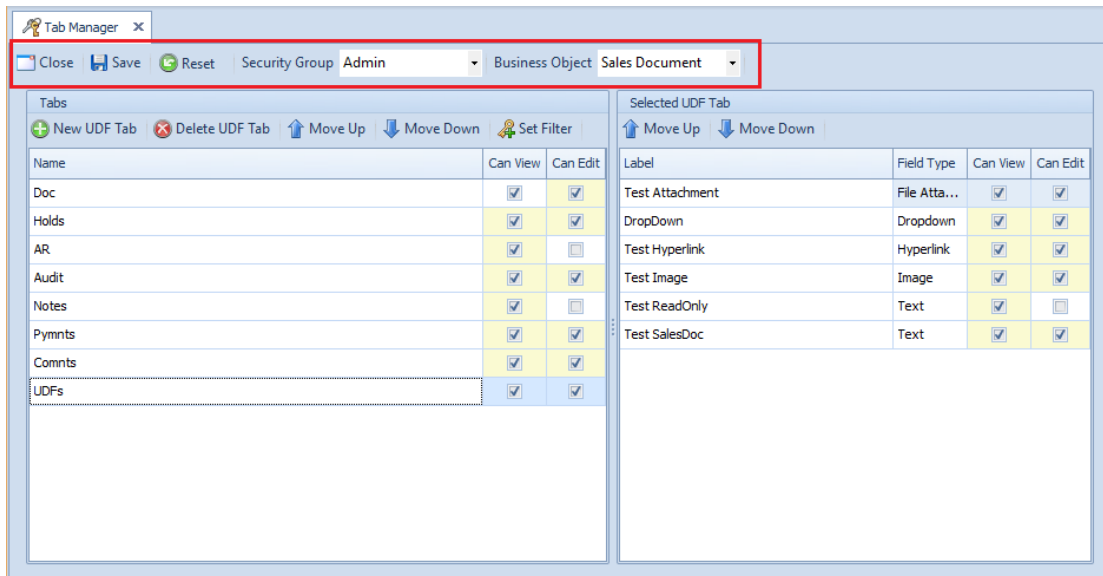 Tab Manager X
Close Save Reset Security Group Admin Business Object Sales Document
Tabs
New UDF Tab Delete UDF Tab Move Up Move Down Set Filter
Name Can View Can Edit
Doc
Holds
AR
Audit
Notes
Pymnts
Comnts
UDFs
Selected UDF Tab
Move Up Move Down
Label Field Type Can View Can Edit
Test Attachment File Atta...
DropDown Dropdown
Test Hyperlink Hyperlink
Test Image Image
Test ReadOnly Text
Test SalesDoc Text